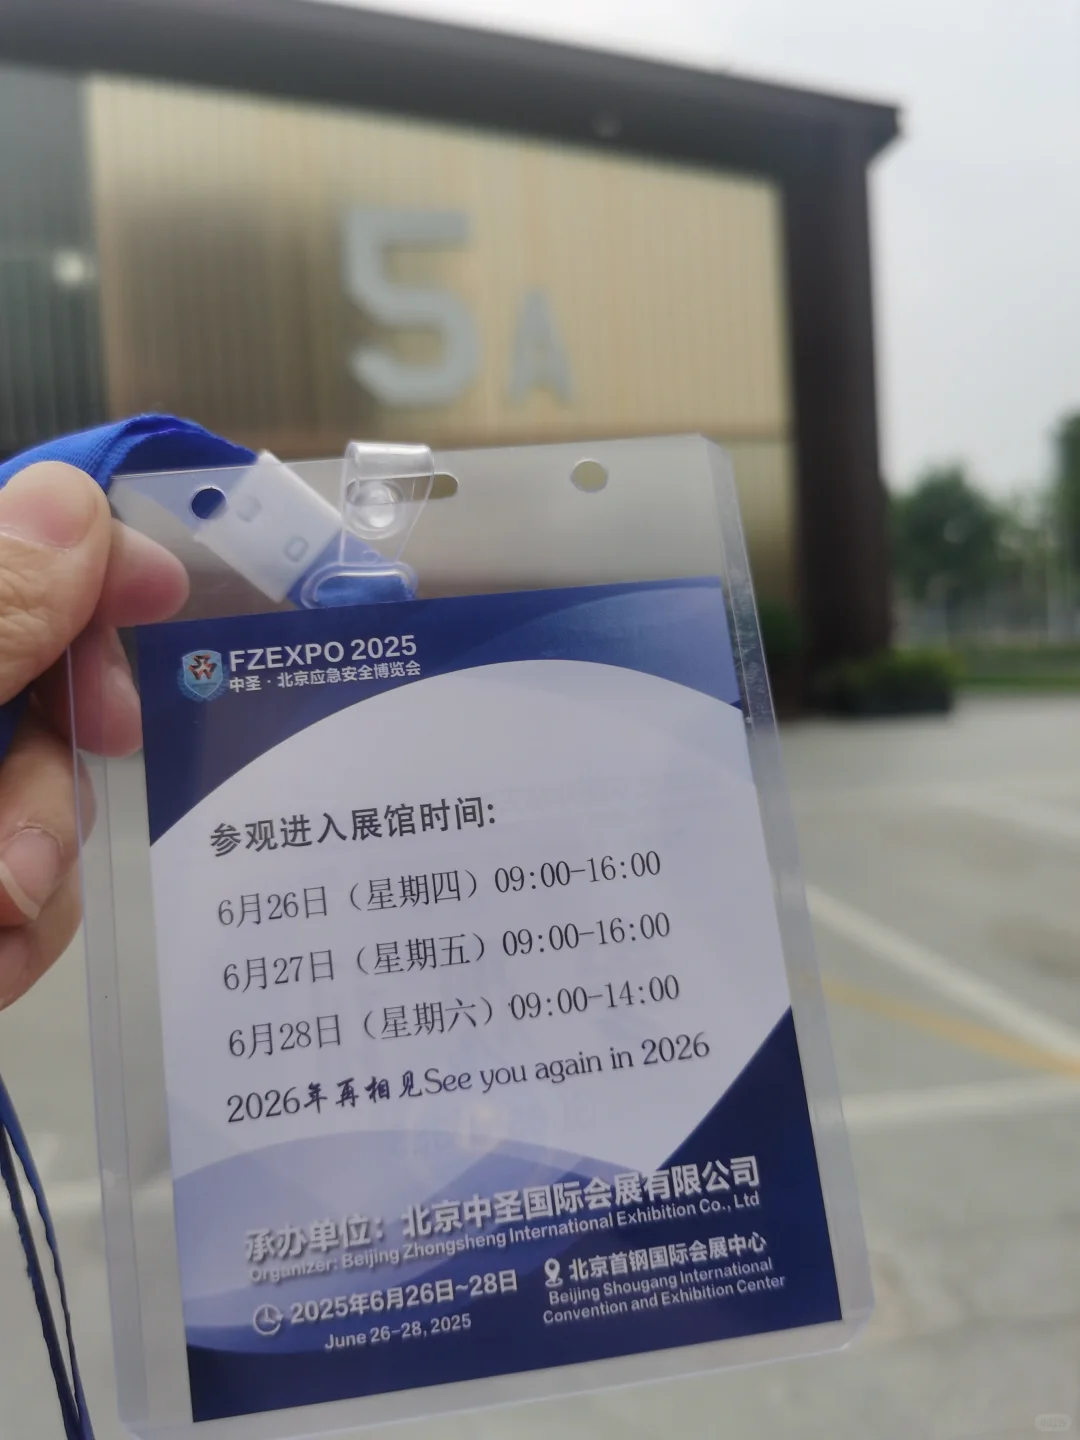 5A
FZEXPO 2025
中圣·北京应急安全博览会
参观进入展馆时间:
6月26日（星期四）09:00-16:00
6月27日（星期五）09:00-16:00
6月28日（星期六）09:00-14:00
2026年再相见See you again in 2026
承办单位：北京中圣国际会展有限公司
Organizer: Beijing Zhongsheng International Exhibition Co., Ltd
2025年6月26日~28日
June 26-28, 2025
北京首钢国际会展中心
Beijing Shougang International
Convention and Exhibition Center